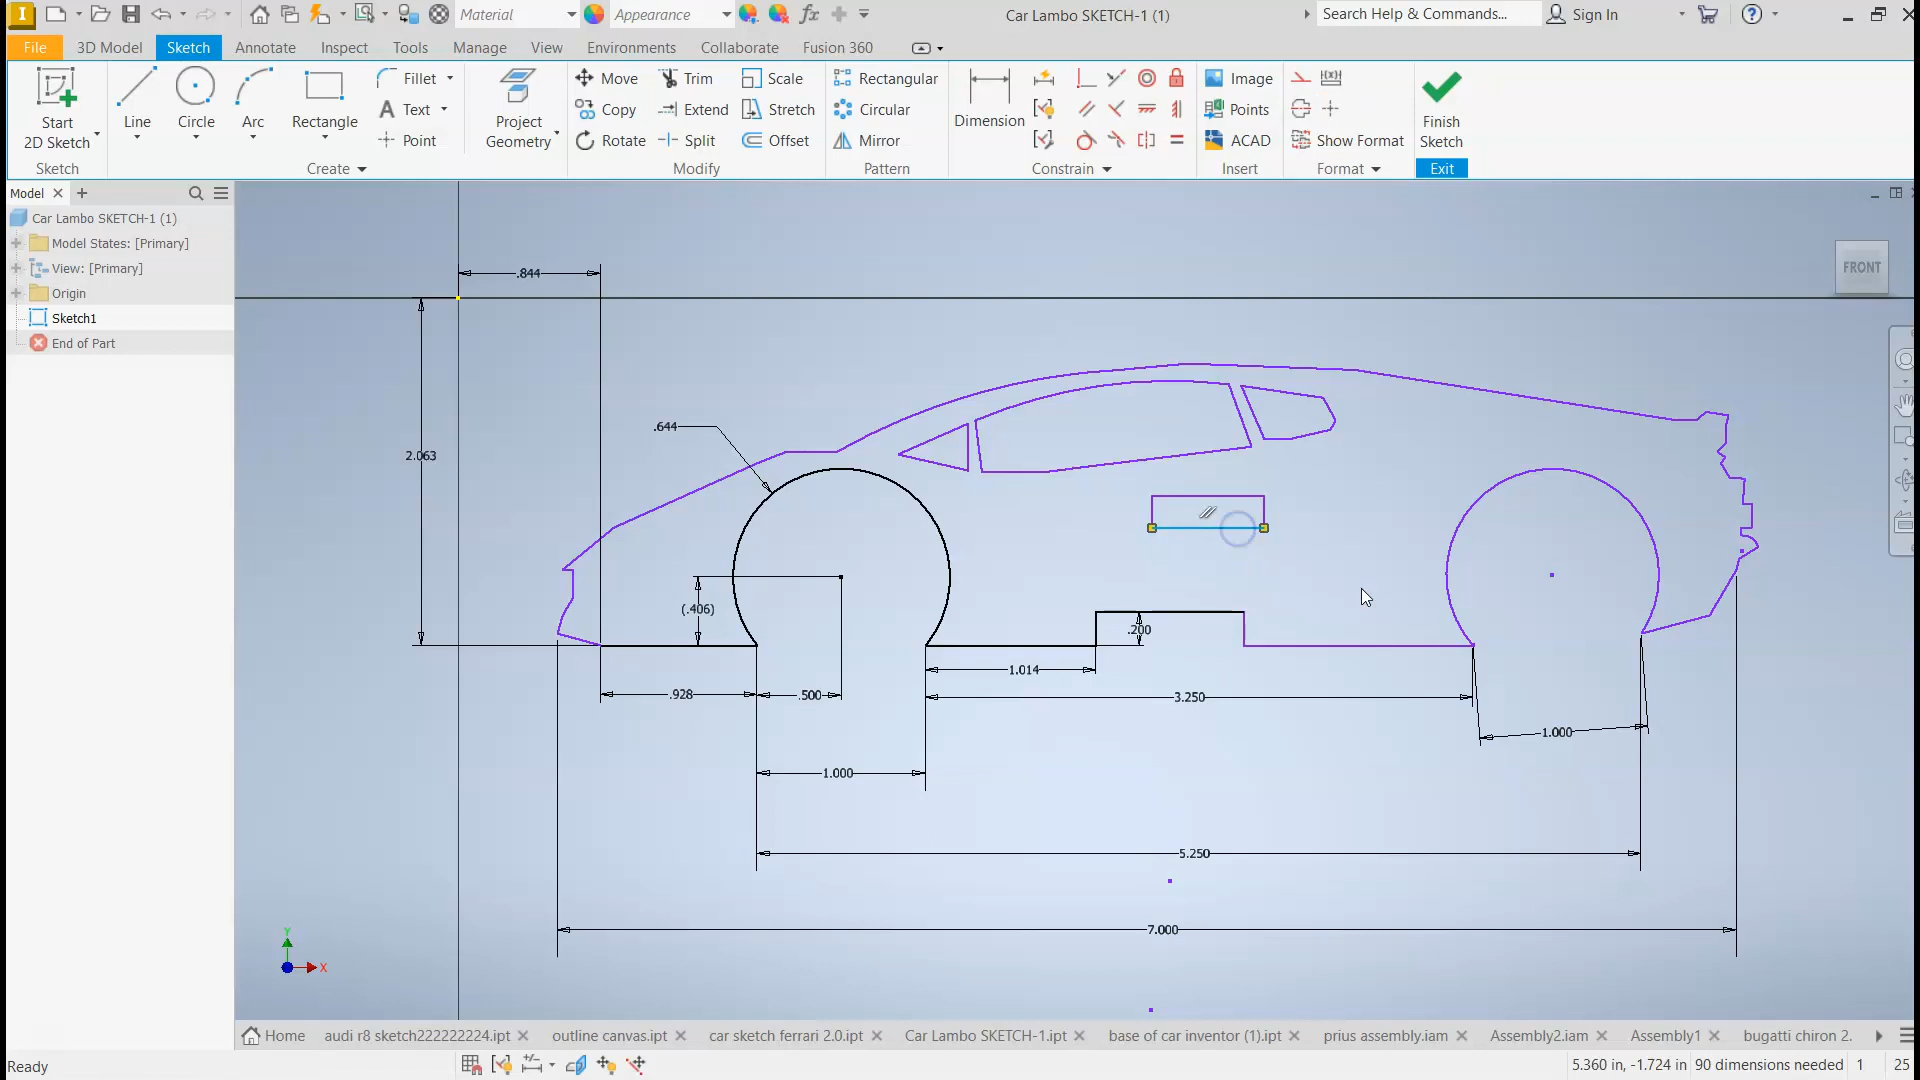 Material
Appearance
Car Lambo SKETCH-1 (1)
Search Help & Commands...
Sign In
File
3D Model
Sketch
Annotate
Inspect
Tools
Manage
View
Environments
Collaborate
Fusion 360
Start
2D Sketch
Line
Circle
Arc
Rectangle
Fillet
Text
Point
Project
Geometry
Move
Copy
Rotate
Trim
Extend
Split
Scale
Stretch
Offset
Rectangular
Circular
Mirror
Dimension
Image
Points
ACAD
Show Format
Finish
Sketch
Sketch
Create
Modify
Pattern
Constrain
Insert
Format
Exit
Model
Car Lambo SKETCH-1 (1)
Model States: [Primary]
View: [Primary]
Origin
Sketch1
End of Part
FRONT
.844
.644
2.063
(.406)
.200
1.014
.928
.500
3.250
1.000
1.000
5.250
7.000
Y
X
Home
audi r8 sketch222222224.ipt
outline canvas.ipt
car sketch ferrari 2.0.ipt
Car Lambo SKETCH-1.ipt
base of car inventor (1).ipt
prius assembly.iam
Assembly2.iam
Assembly1
bugatti chiron 2.
Ready
5.360 in, -1.724 in
90 dimensions needed
1
25